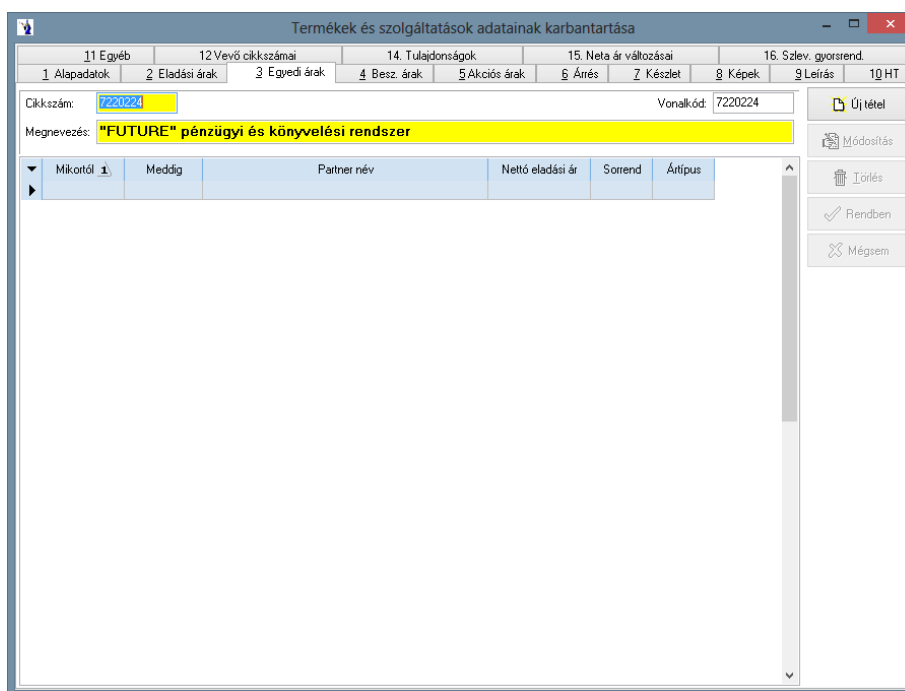 Termékek és szolgáltatások adatainak karbantartása
11 Egyéb 12 Vevő cikkszámai 14. Tulajdonságok 15. Neta ár változásai 16. Szlev. gyorsrend.
1 Alapadatok 2 Eladási árak 3 Egyedi árak 4 Besz. árak 5 Akciós árak 6 Árrés 7 Készlet 8 Képek 9 Leírás 10 HT
Cikkszám: 7220224 Vonalkód: 7220224
Megnevezés: "FUTURE" pénzügyi és könyvelési rendszer
Új tétel
Módosítás
Törlés
Rendben
Mégsem
Mikortól 1 Meddig Partner név Nettó eladási ár Sorrend Ártípus